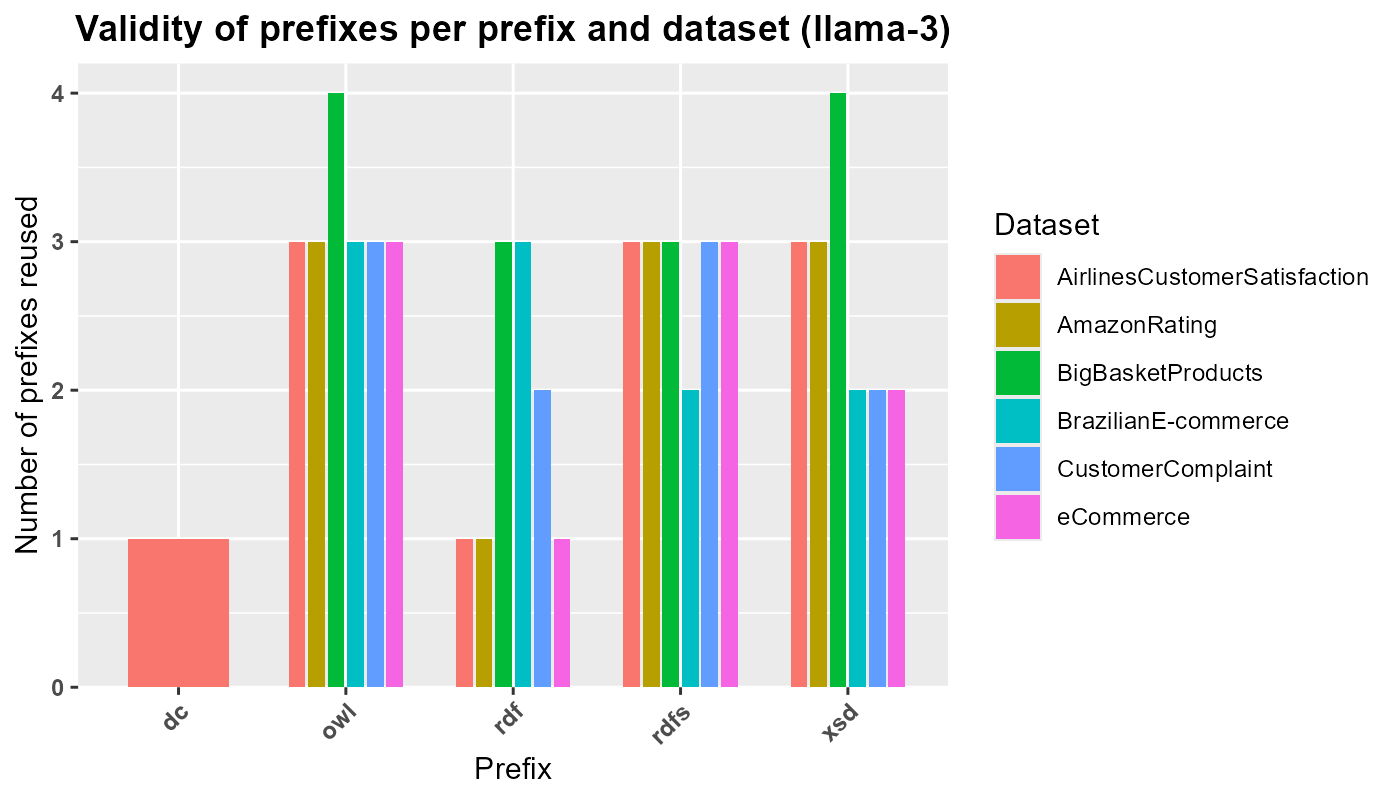 Validity of prefixes per prefix and dataset (llama-3)
Number of prefixes reused
4
3
2
1
0
dc
owl
rdf
rdfs
xsd
Prefix
Dataset
AirlinesCustomerSatisfaction
AmazonRating
BigBasketProducts
BrazilianE-commerce
CustomerComplaint
eCommerce